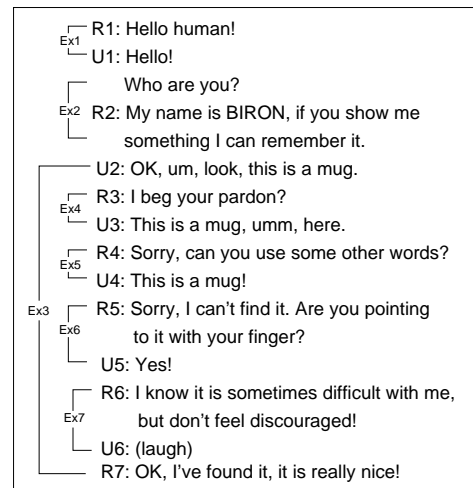 R1: Hello human!
Ex1
U1: Hello!
Who are you?
Ex2
R2: My name is BIRON, if you show me
something I can remember it.
U2: OK, um, look, this is a mug.
R3: I beg your pardon?
Ex4
U3: This is a mug, umm, here.
R4: Sorry, can you use some other words?
Ex5
U4: This is a mug!
R5: Sorry, I can't find it. Are you pointing
Ex3
Ex6
to it with your finger?
U5: Yes!
R6: I know it is sometimes difficult with me,
Ex7
but don't feel discouraged!
U6: (laugh)
R7: OK, I've found it, it is really nice!